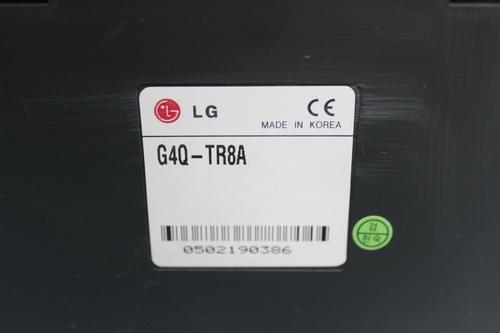 LG
CE
MADE IN KOREA
G4Q-TR8A
0502190386